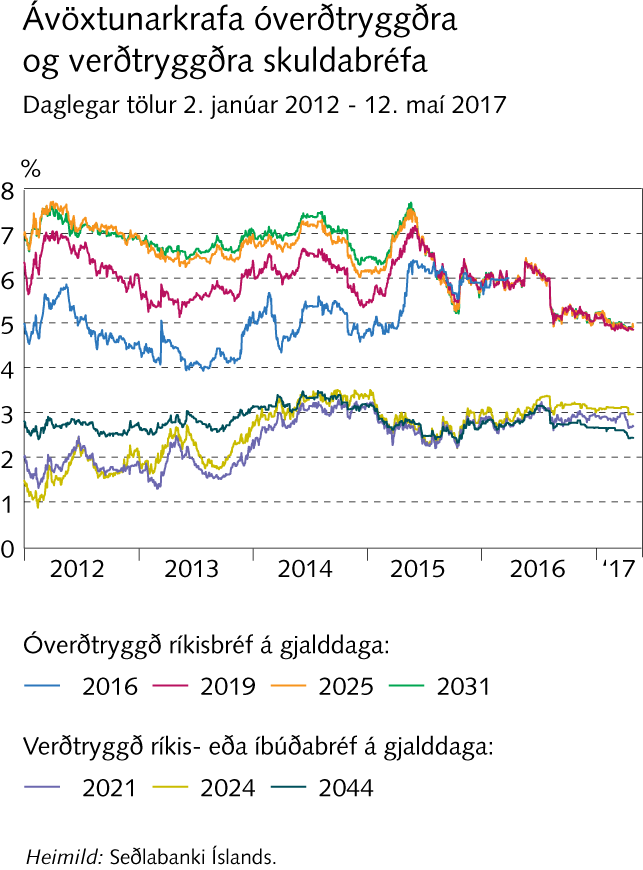 Ávöxtunarkrafa óverðtryggðra
og verðtryggðra skuldabréfa
Daglegar tölur 2. janúar 2012 - 12. maí 2017
%
8
7
6
5
4
3
2
1
0
2012 2013 2014 2015 2016 '17
Óverðtryggð ríkisbréf á gjalddaga:
2016 2019 2025 2031
Verðtryggð ríkis- eða íbúðabréf á gjalddaga:
2021 2024 2044
Heimild: Seðlabanki Íslands.